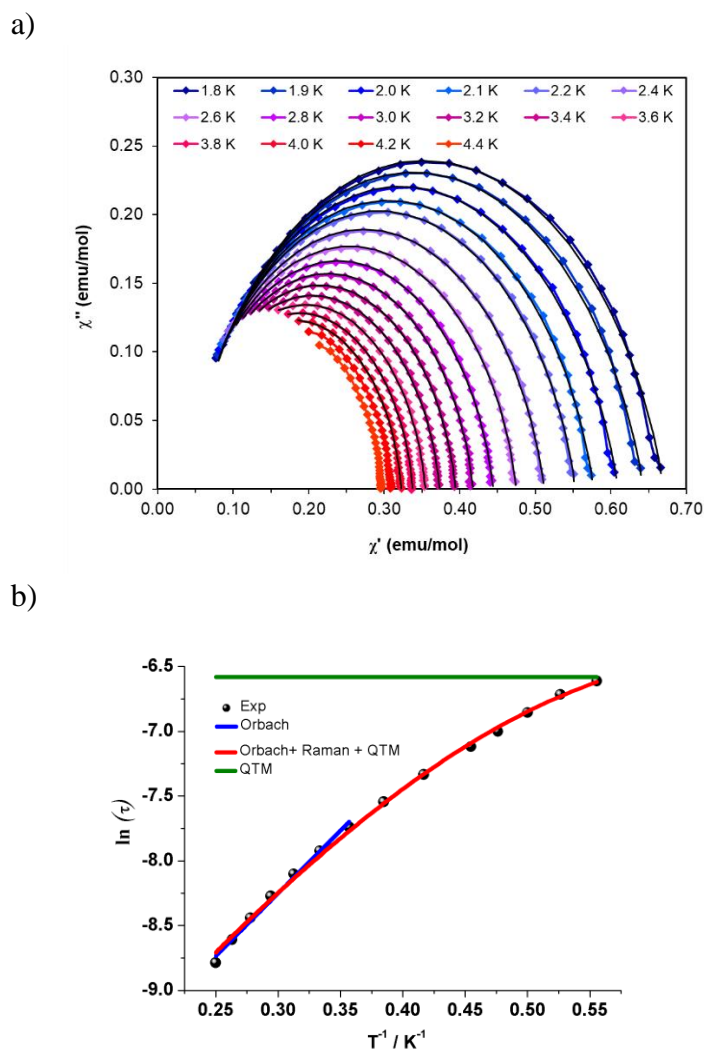 a)
0.30
1.8 K 1.9 K 2.0 K 2.1 K 2.2 K 2.4 K
2.6 K 2.8 K 3.0 K 3.2 K 3.4 K 3.6 K
3.8 K 4.0 K 4.2 K 4.4 K
0.25
0.20
0.15
0.10
0.05
0.00
χ'' (emu/mol)
0.00 0.10 0.20 0.30 0.40 0.50 0.60 0.70
χ' (emu/mol)
b)
-6.5
Exp
Orbach
Orbach+ Raman + QTM
QTM
-7.0
-7.5
-8.0
-8.5
-9.0
ln (τ)
0.25 0.30 0.35 0.40 0.45 0.50 0.55
T⁻¹ / K⁻¹